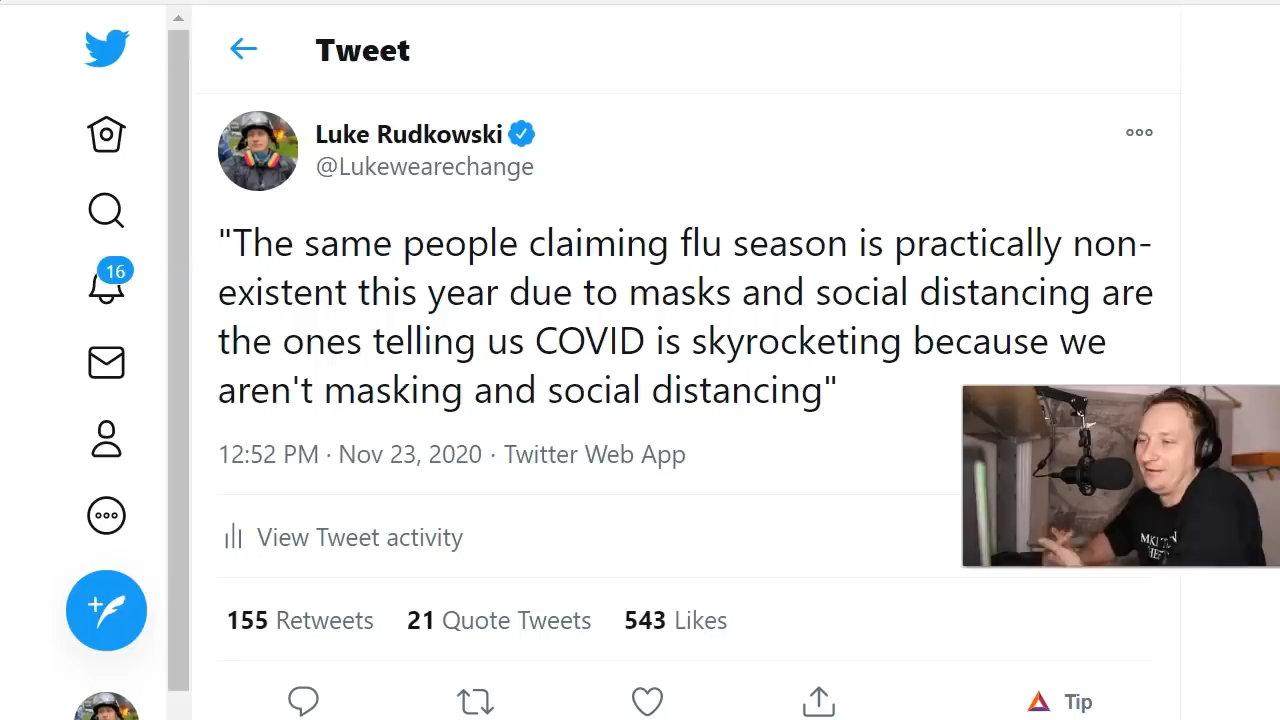 Tweet
Luke Rudkowski
@Lukewearechange
"The same people claiming flu season is practically non-
existent this year due to masks and social distancing are
the ones telling us COVID is skyrocketing because we
aren't masking and social distancing"
12:52 PM · Nov 23, 2020 · Twitter Web App
View Tweet activity
155 Retweets 21 Quote Tweets 543 Likes
Tip
16